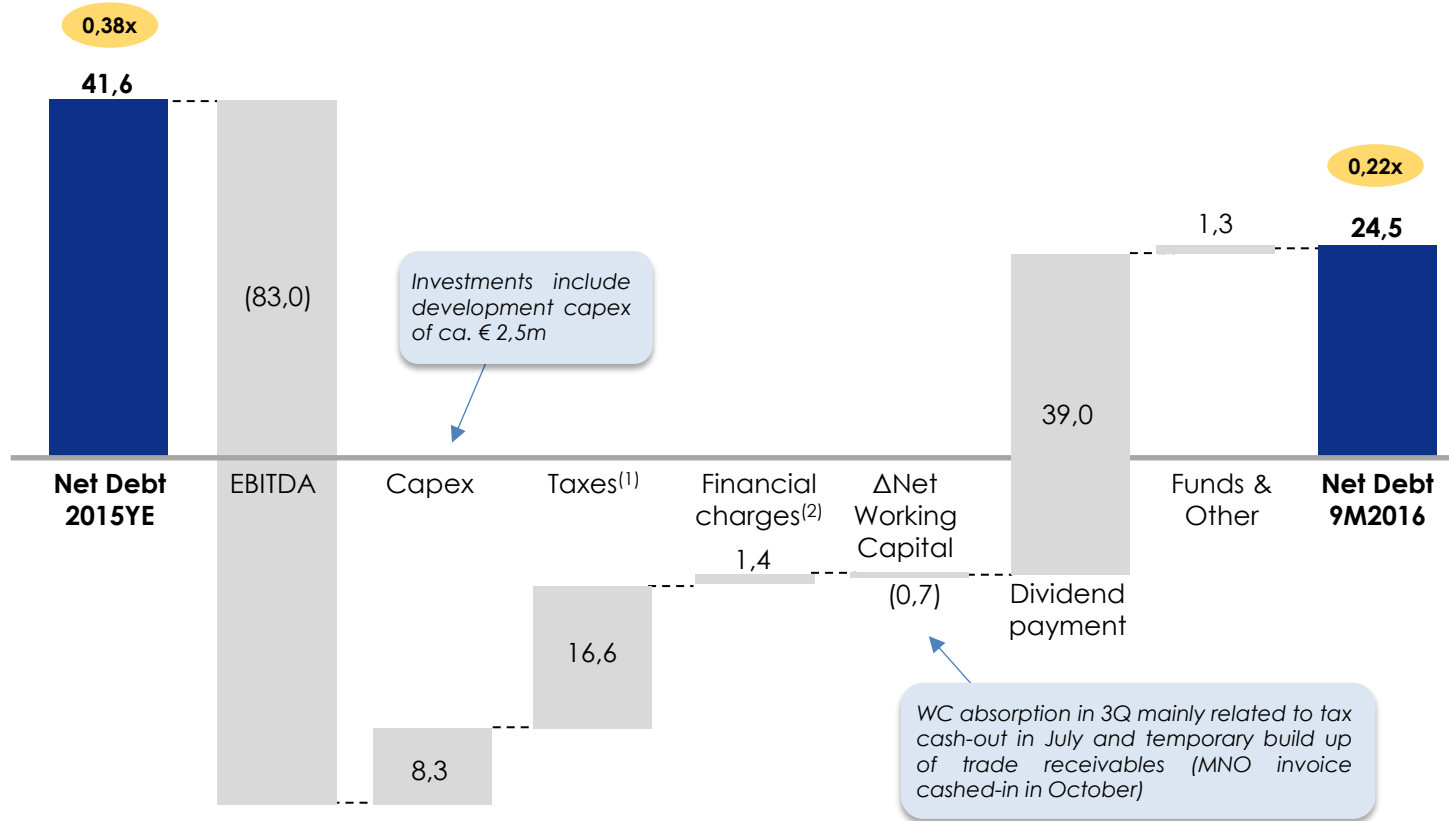 0,38x
41,6
(83,0)
Investments include
development capex
of ca. € 2,5m
39,0
1,3
0,22x
24,5
Net Debt
2015YE
EBITDA
Capex
Taxes(1)
Financial
charges(2)
ΔNet
Working
Capital
Funds &
Other
Net Debt
9M2016
8,3
16,6
1,4
(0,7)
Dividend
payment
WC absorption in 3Q mainly related to tax
cash-out in July and temporary build up
of trade receivables (MNO invoice
cashed-in in October)